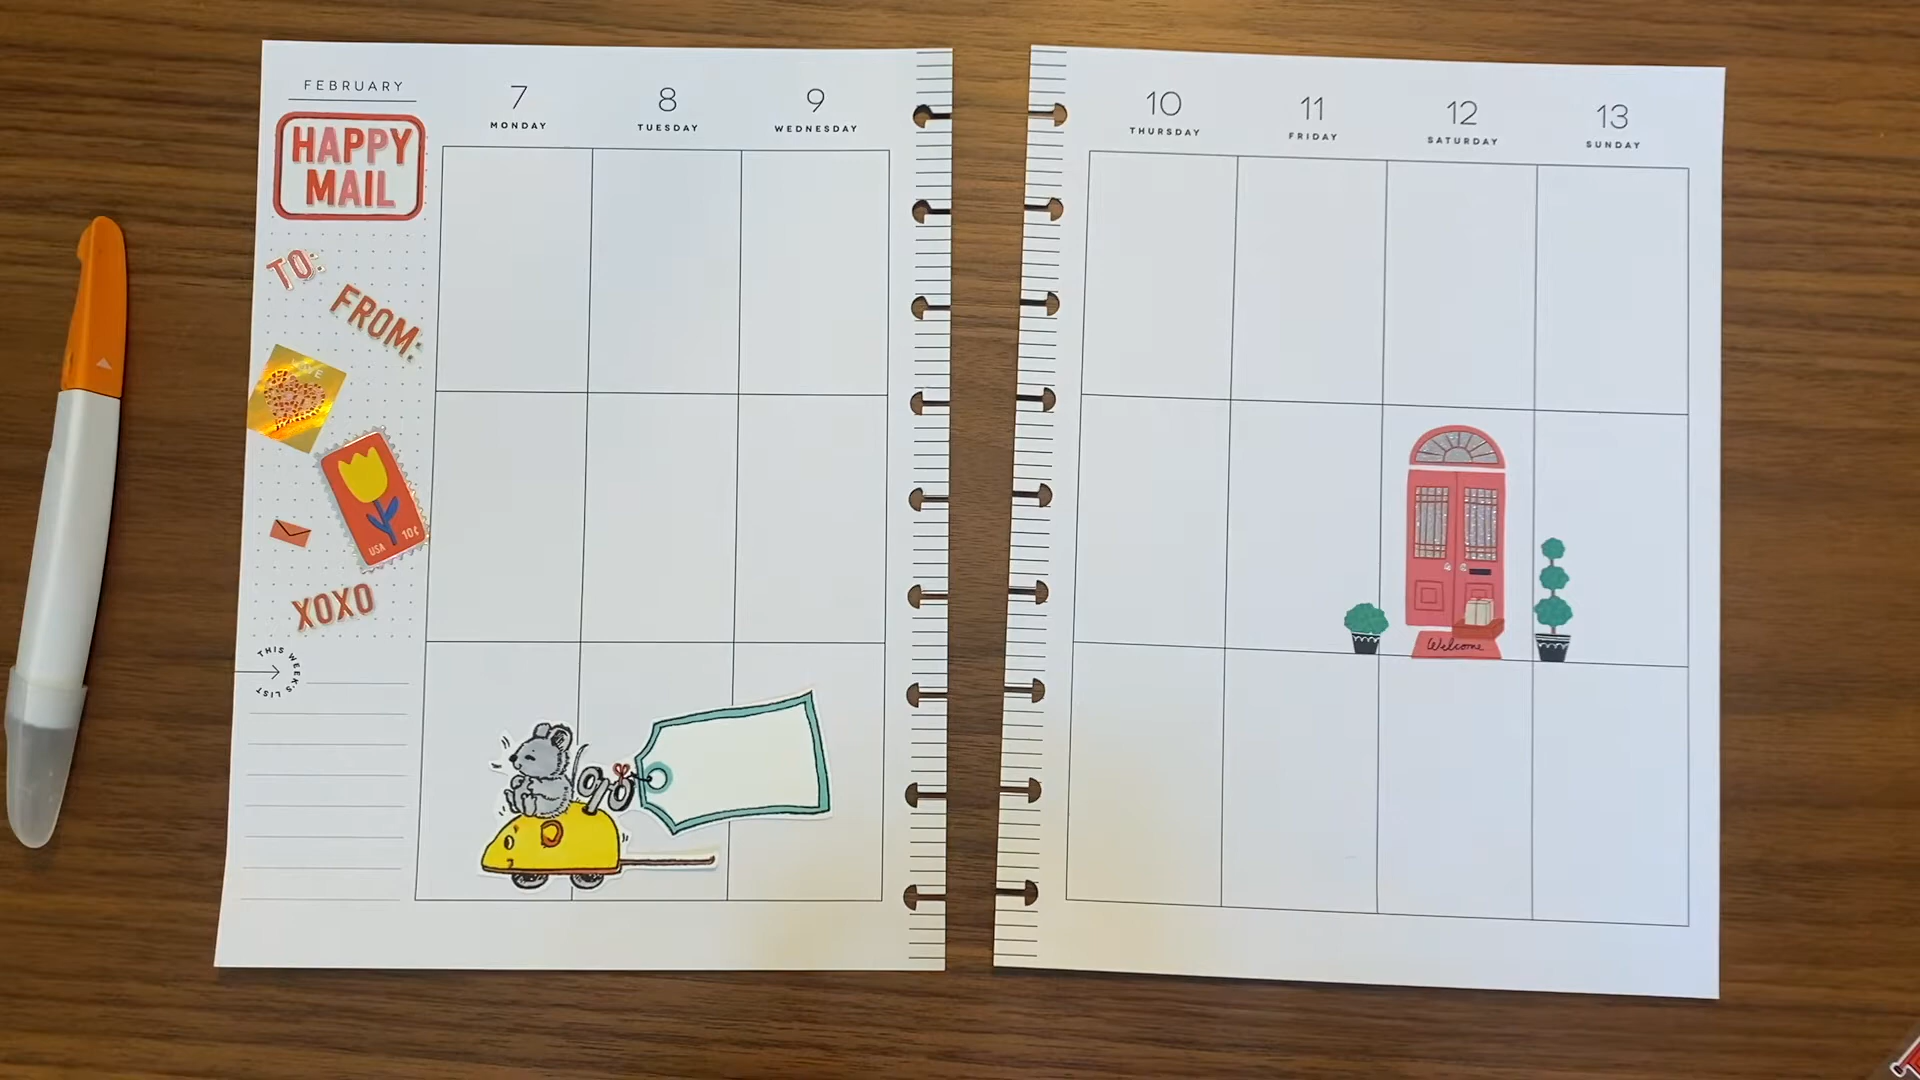 FEBRUARY
HAPPY
MAIL
TO:
FROM:
LOVE
USA 10¢
XOXO
THIS WEEK'S LIST
7
MONDAY
8
TUESDAY
9
WEDNESDAY
10
THURSDAY
11
FRIDAY
12
SATURDAY
13
SUNDAY
Welcome